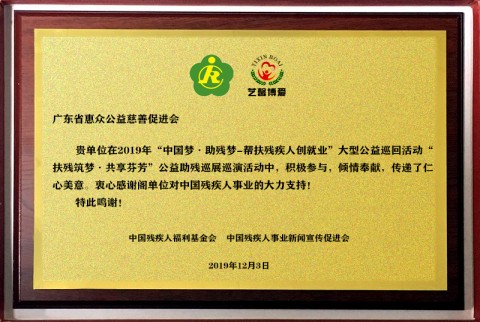 YIXIN BOAI
艺馨博爱
广东省惠众公益慈善促进会
贵单位在2019年“中国梦·助残梦-帮扶残疾人创就业”大型公益巡回活动“
扶残筑梦·共享芬芳”公益助残巡展巡演活动中，积极参与，倾情奉献，传递了仁
心美意。衷心感谢阁单位对中国残疾人事业的大力支持！
特此鸣谢！
中国残疾人福利基金会 中国残疾人事业新闻宣传促进会
2019年12月3日